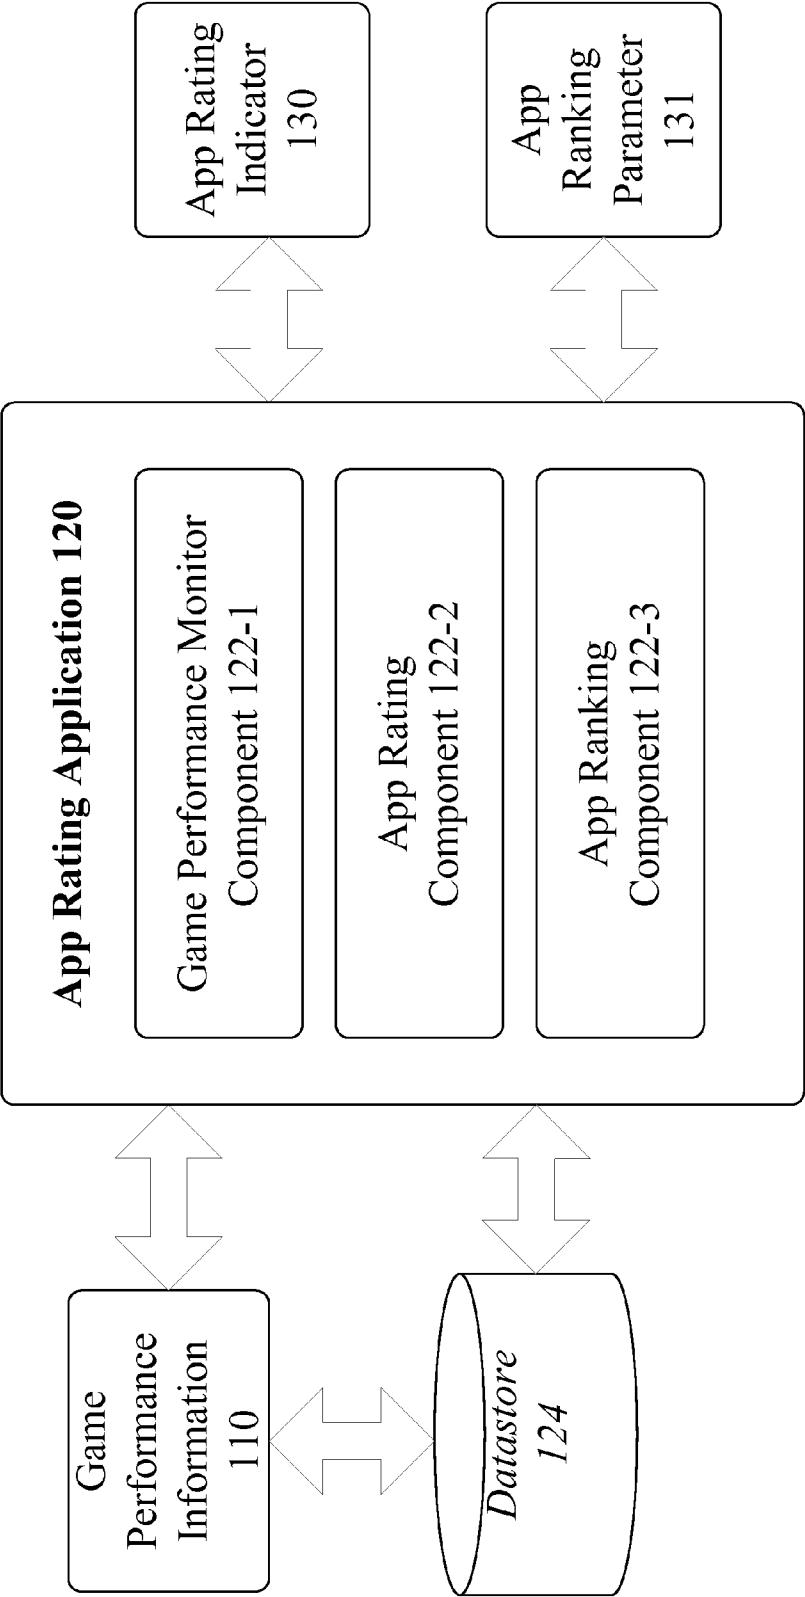 Game
Performance
Information
110
Datastore
124
App Rating Application 120
Game Performance Monitor
Component 122-1
App Rating
Component 122-2
App Ranking
Component 122-3
App Rating
Indicator
130
App
Ranking
Parameter
131